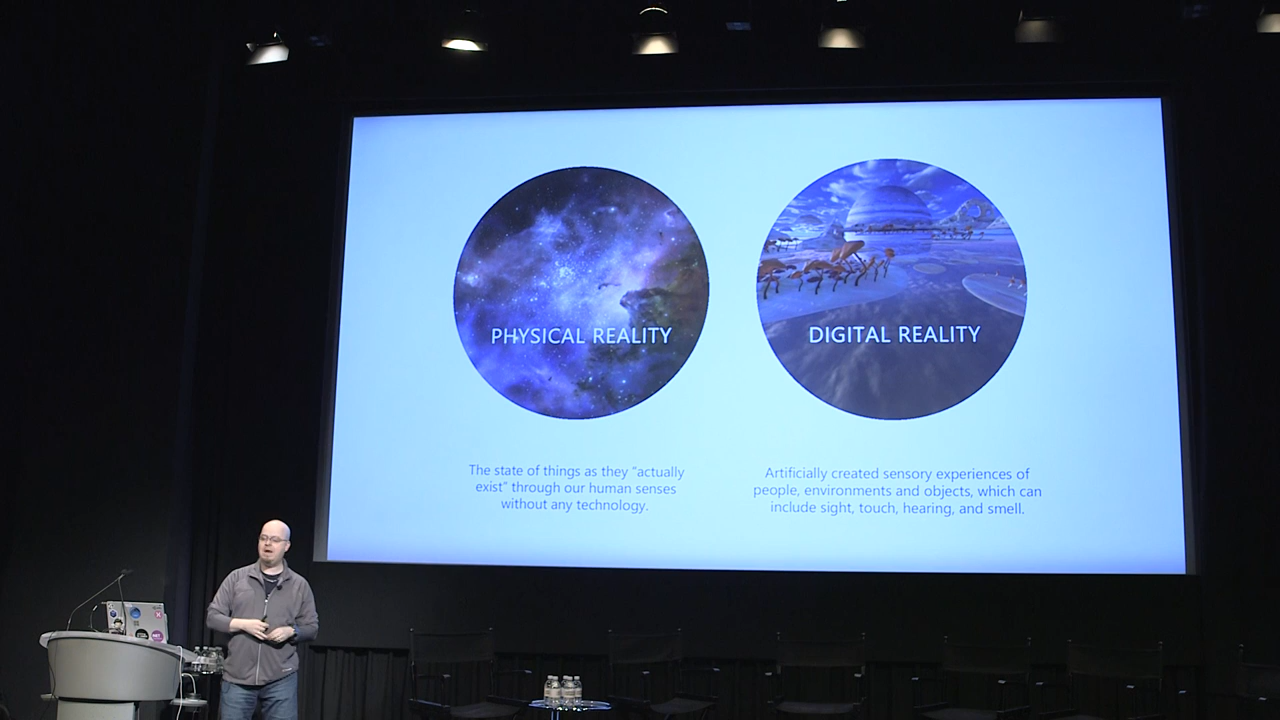 PHYSICAL REALITY
DIGITAL REALITY
The state of things as they "actually
exist" through our human senses
without any technology.
Artificially created sensory experiences of
people, environments and objects, which can
include sight, touch, hearing, and smell.